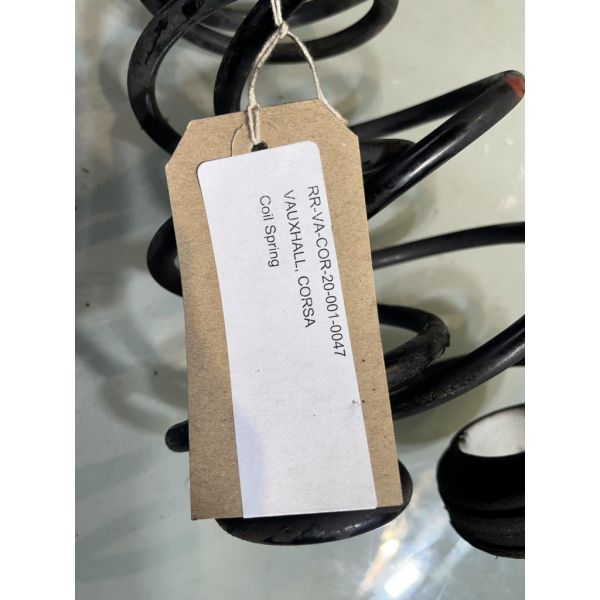 RR-VA-COR-20-001-0047
VAUXHALL, CORSA
Coil Spring